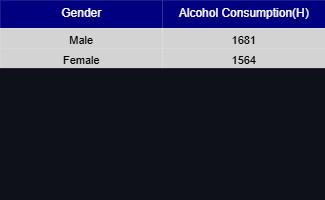 Gender Alcohol Consumption(H)
Male 1681
Female 1564